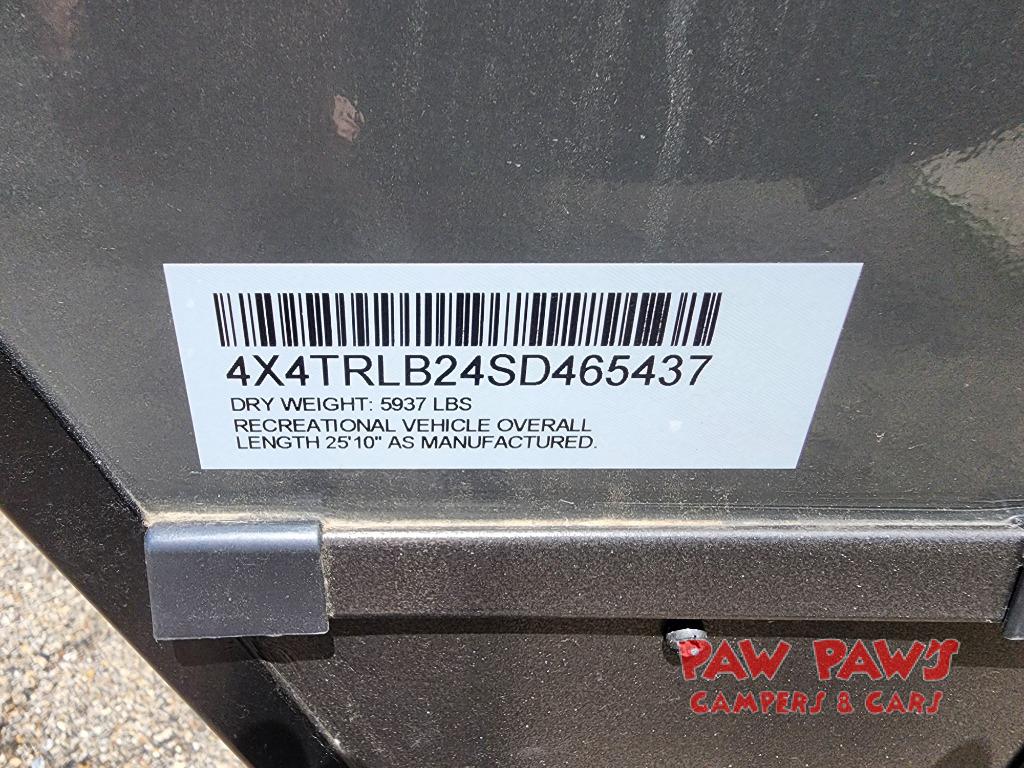 4X4TRLB24SD465437
DRY WEIGHT: 5937 LBS
RECREATIONAL VEHICLE OVERALL
LENGTH 25'10" AS MANUFACTURED.
PAW PAW'S
CAMPERS & CARS